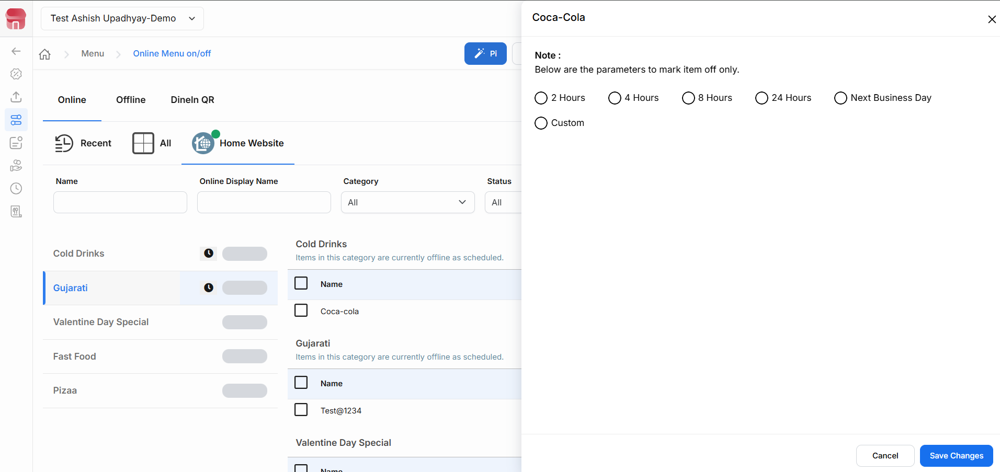 Test Ashish Upadhyay-Demo
Menu
Online Menu on/off
Pi
Online
Offline
DineIn QR
Recent
All
Home Website
Name
Online Display Name
Category
Status
All
All
Cold Drinks
Gujarati
Valentine Day Special
Fast Food
Pizaa
Cold Drinks
Items in this category are currently offline as scheduled.
Name
Coca-cola
Gujarati
Items in this category are currently offline as scheduled.
Name
Test@1234
Valentine Day Special
Name
Coca-Cola
Note :
Below are the parameters to mark item off only.
2 Hours
4 Hours
8 Hours
24 Hours
Next Business Day
Custom
Cancel
Save Changes